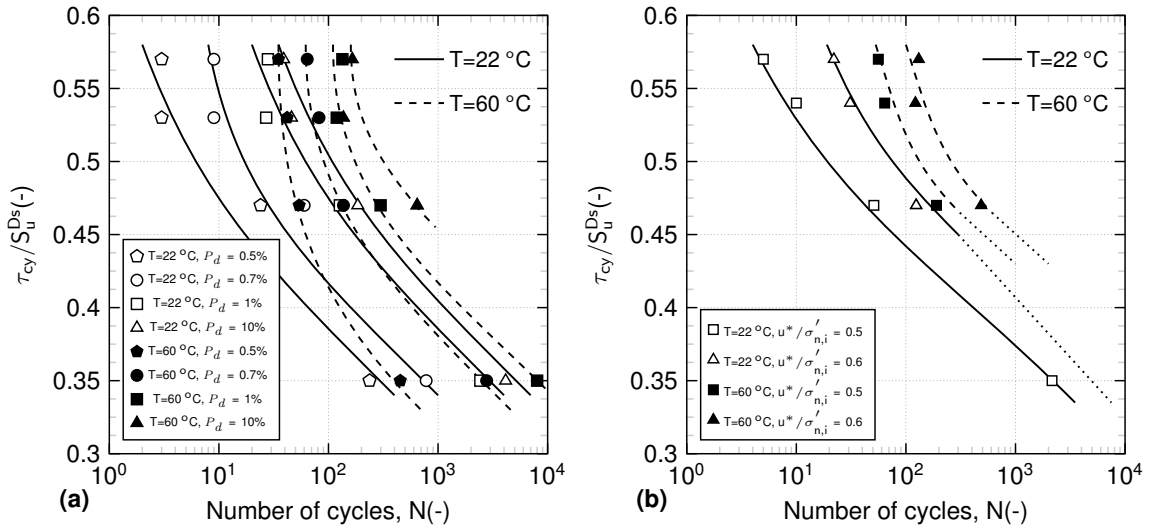 0.6
0.55
0.5
0.45
0.4
0.35
0.3
τcy/SuDs(-)
T=22 °C
T=60 °C
T=22 °C, Pd = 0.5%
T=22 °C, Pd = 0.7%
T=22 °C, Pd = 1%
T=22 °C, Pd = 10%
T=60 °C, Pd = 0.5%
T=60 °C, Pd = 0.7%
T=60 °C, Pd = 1%
T=60 °C, Pd = 10%
10^0 10^1 10^2 10^3 10^4
(a)
Number of cycles, N(-)
0.6
0.55
0.5
0.45
0.4
0.35
0.3
τcy/SuDs(-)
T=22 °C
T=60 °C
T=22 °C, u*/σ'n,i = 0.5
T=22 °C, u*/σ'n,i = 0.6
T=60 °C, u*/σ'n,i = 0.5
T=60 °C, u*/σ'n,i = 0.6
10^0 10^1 10^2 10^3 10^4
(b)
Number of cycles, N(-)